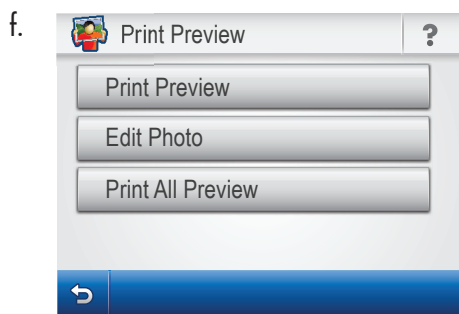 f.
Print Preview ?
Print Preview
Edit Photo
Print All Preview